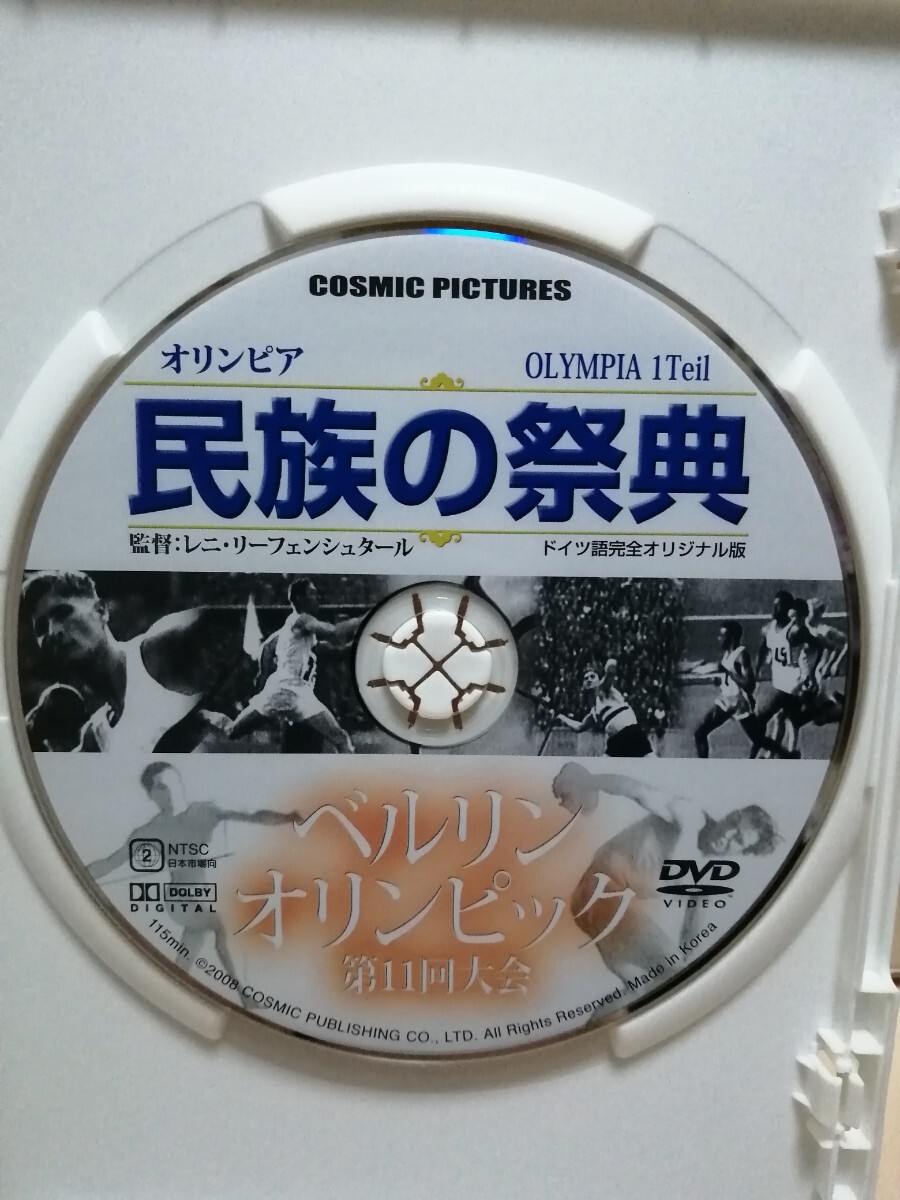 COSMIC PICTURES
オリンピア
OLYMPIA 1Teil
民族の祭典
監督:レニ・リーフェンシュタール
ドイツ語完全オリジナル版
ベルリン
オリンピック
第11回大会
2
NTSC
日本市場向
DOLBY
DIGITAL
DVD
VIDEO
115min. ©2008 COSMIC PUBLISHING CO., LTD. All Rights Reserved. Made in Korea